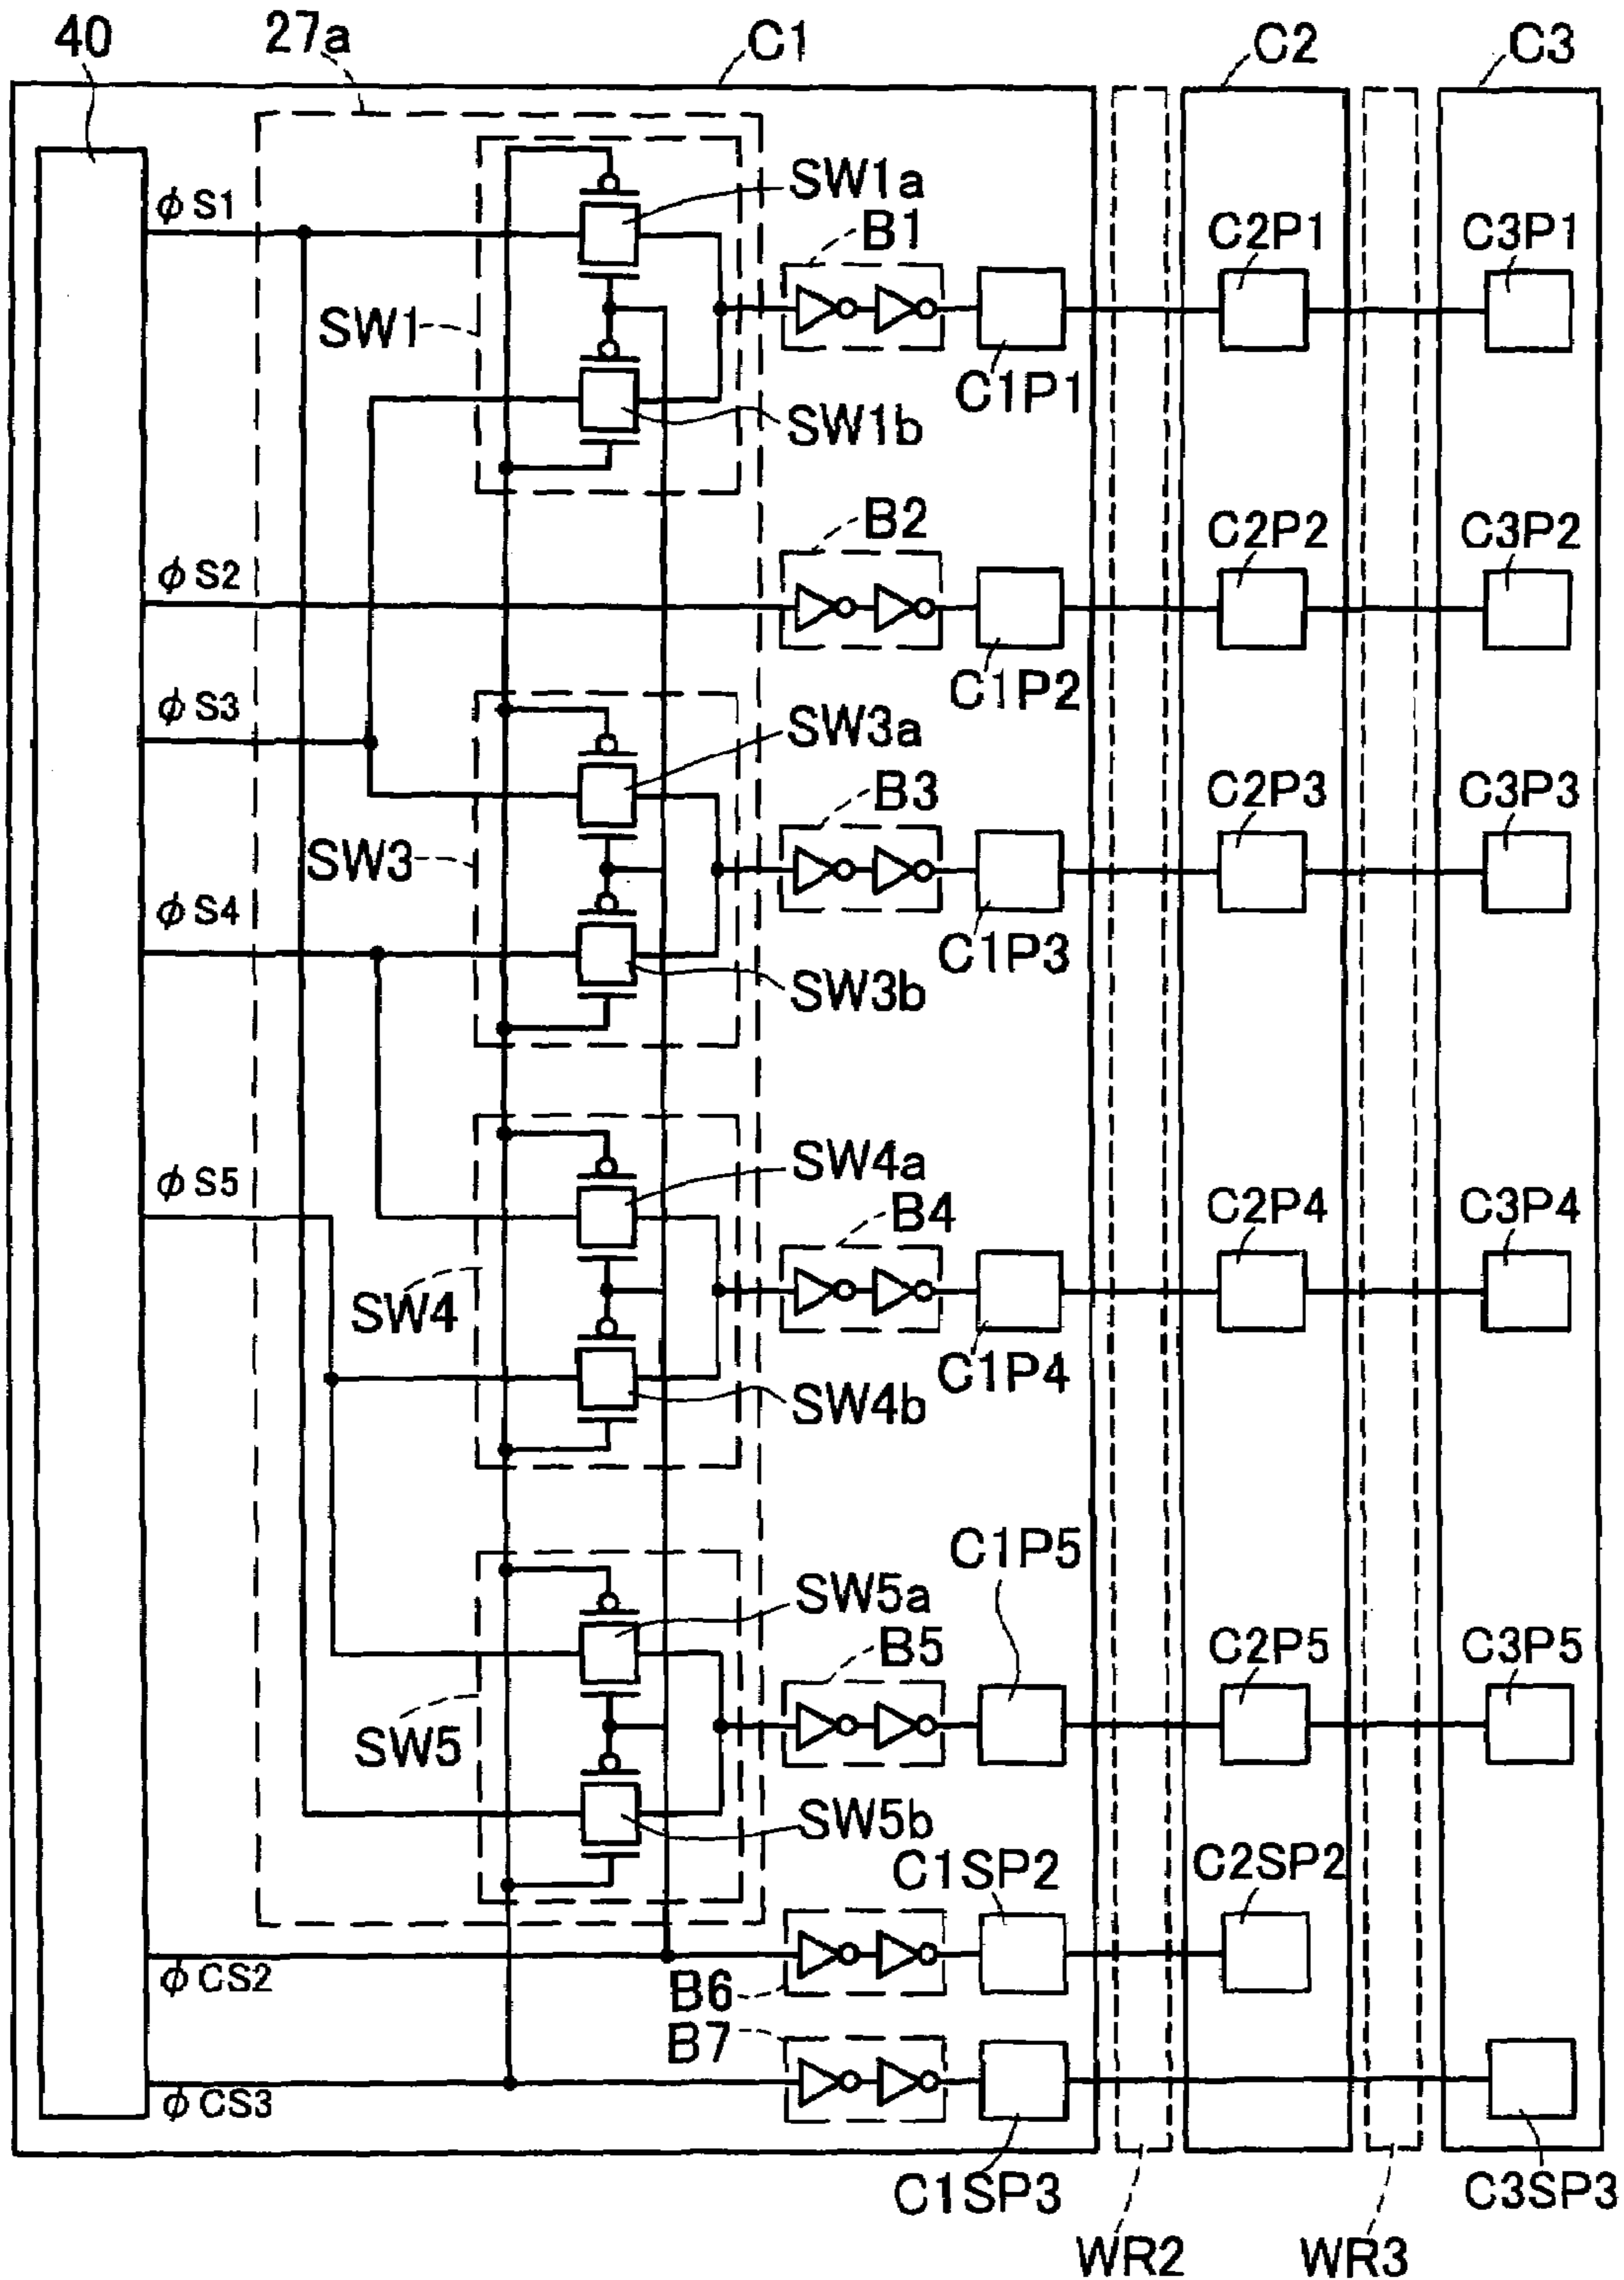 40
27a
C1
C2
C3
φS1
SW1a
B1
C2P1
C3P1
SW1
C1P1
SW1b
B2
C2P2
C3P2
φS2
C1P2
φS3
SW3a
B3
C2P3
C3P3
SW3
φS4
C1P3
SW3b
SW4a
φS5
B4
C2P4
C3P4
SW4
C1P4
SW4b
C1P5
SW5a
B5
C2P5
C3P5
SW5
SW5b
C1SP2
C2SP2
φCS2
B6
B7
φCS3
C1SP3
C3SP3
WR2
WR3